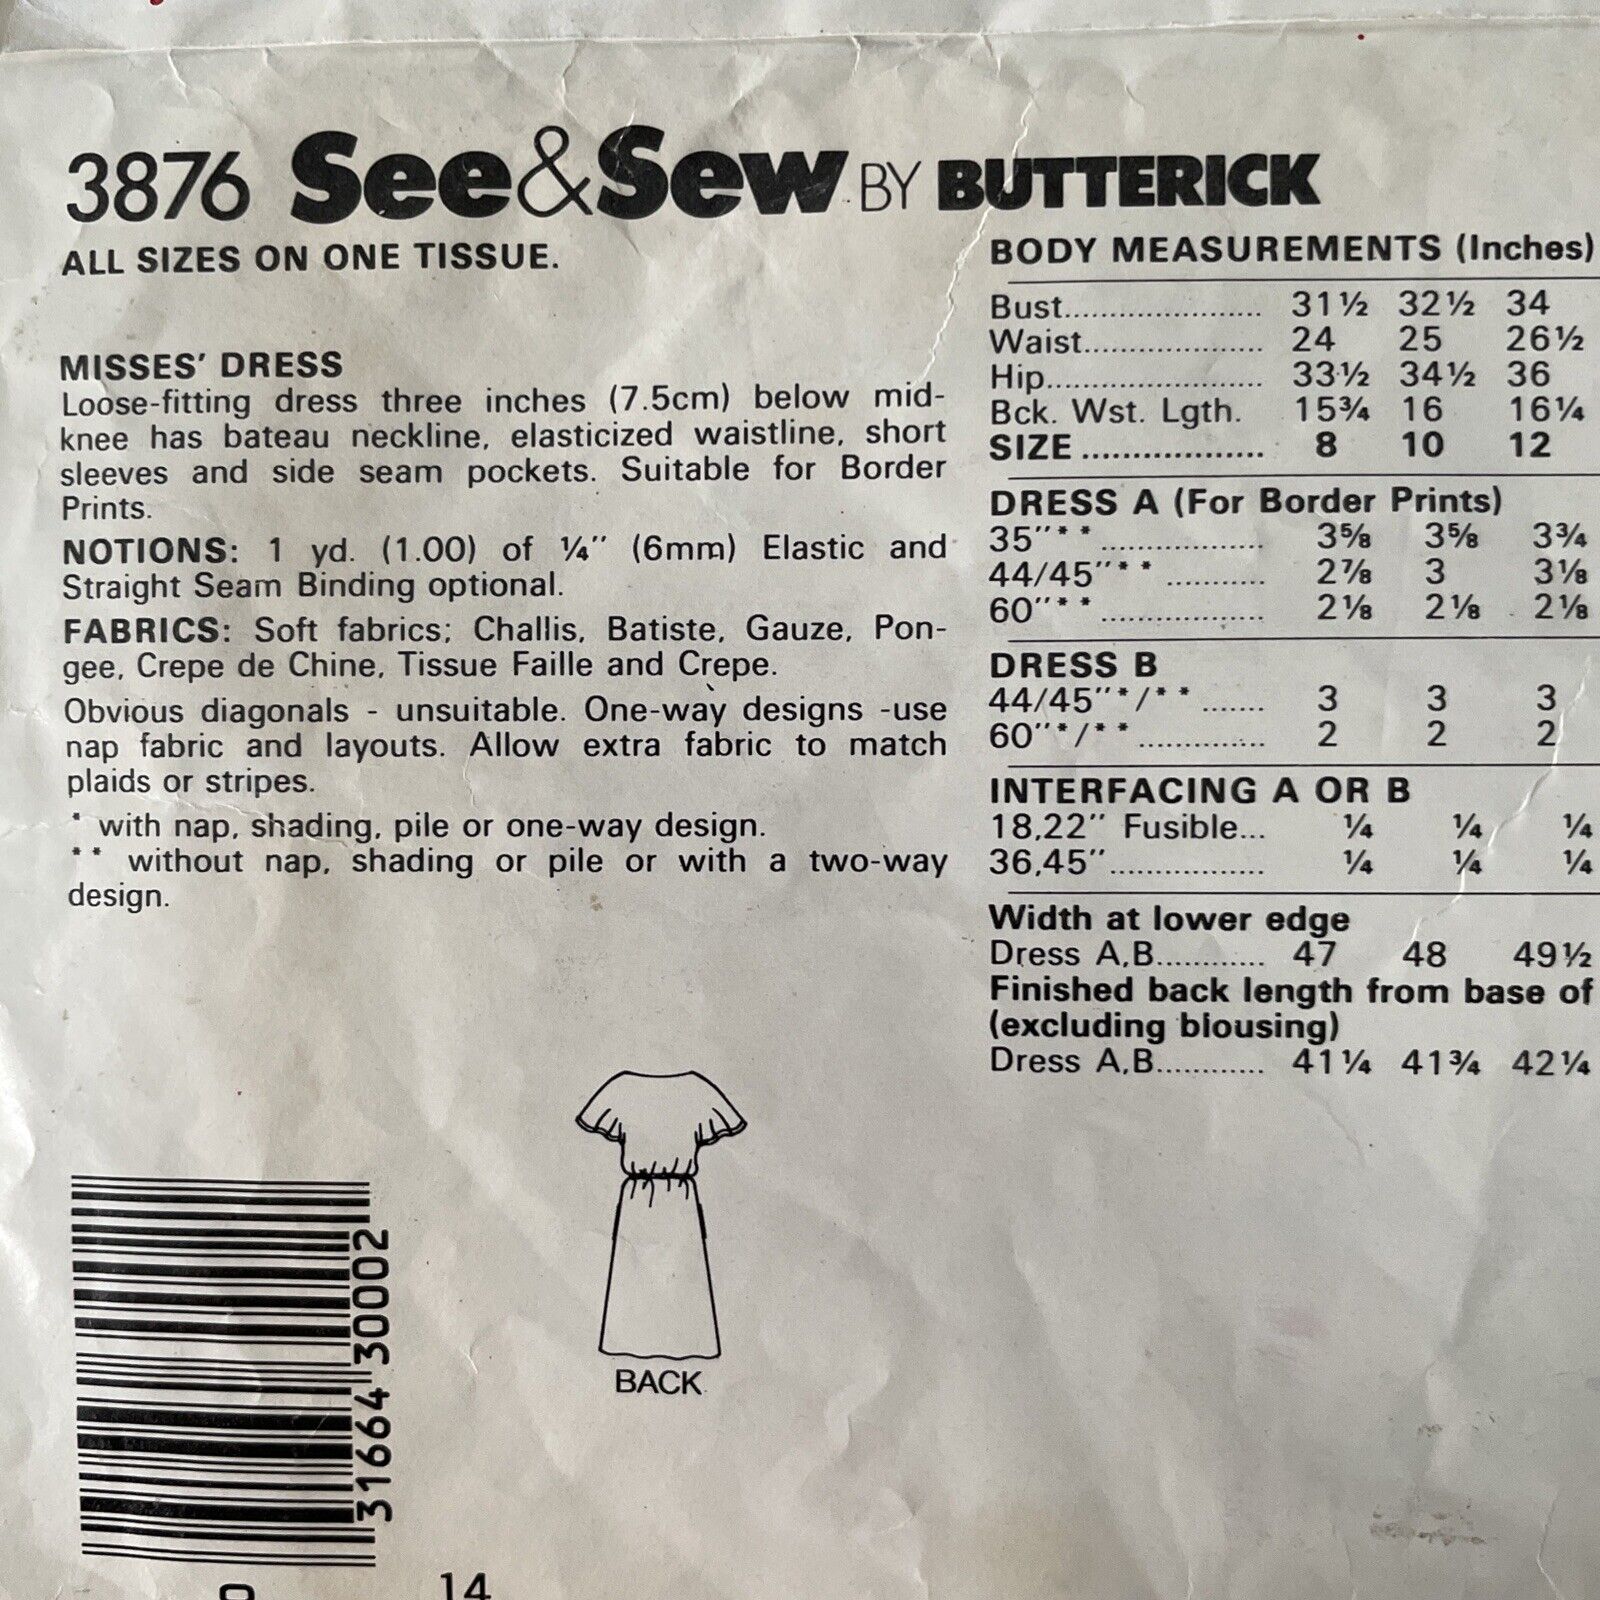 3876 See&Sew BY BUTTERICK
ALL SIZES ON ONE TISSUE.
MISSES' DRESS
Loose-fitting dress three inches (7.5cm) below mid-
knee has bateau neckline, elasticized waistline, short
sleeves and side seam pockets. Suitable for Border
Prints.
NOTIONS: 1 yd. (1.00) of ¼" (6mm) Elastic and
Straight Seam Binding optional.
FABRICS: Soft fabrics; Challis, Batiste, Gauze, Pon-
gee, Crepe de Chine, Tissue Faille and Crepe.
Obvious diagonals - unsuitable. One-way designs -use
nap fabric and layouts. Allow extra fabric to match
plaids or stripes.
* with nap, shading, pile or one-way design.
** without nap, shading or pile or with a two-way
design.
BODY MEASUREMENTS (Inches)
Bust...................... 31½ 32½ 34
Waist.................... 24 25 26½
Hip........................ 33½ 34½ 36
Bck. Wst. Lgth. 15¾ 16 16¼
SIZE .................. 8 10 12
DRESS A (For Border Prints)
35"** .................. 3⅝ 3⅝ 3¾
44/45"** ........... 2⅞ 3 3⅛
60"** .................. 2⅛ 2⅛ 2⅛
DRESS B
44/45"*/** ....... 3 3 3
60"*/** .............. 2 2 2
INTERFACING A OR B
18,22" Fusible... ¼ ¼ ¼
36,45" ................. ¼ ¼ ¼
Width at lower edge
Dress A,B............ 47 48 49½
Finished back length from base of
(excluding blousing)
Dress A,B............ 41¼ 41¾ 42¼
BACK
31664 30002
0
14